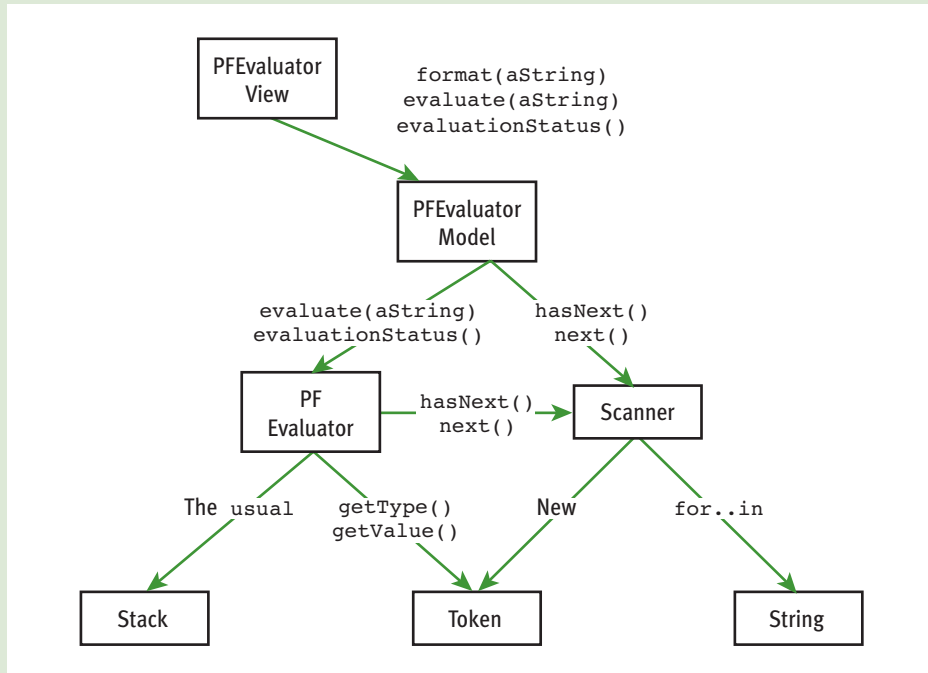 PFEvaluator
View
format(aString)
evaluate(aString)
evaluationStatus()
PFEvaluator
Model
evaluate(aString)
evaluationStatus()
hasNext()
next()
PF
Evaluator
hasNext()
next()
Scanner
The usual
getType()
getValue()
New
for..in
Stack
Token
String